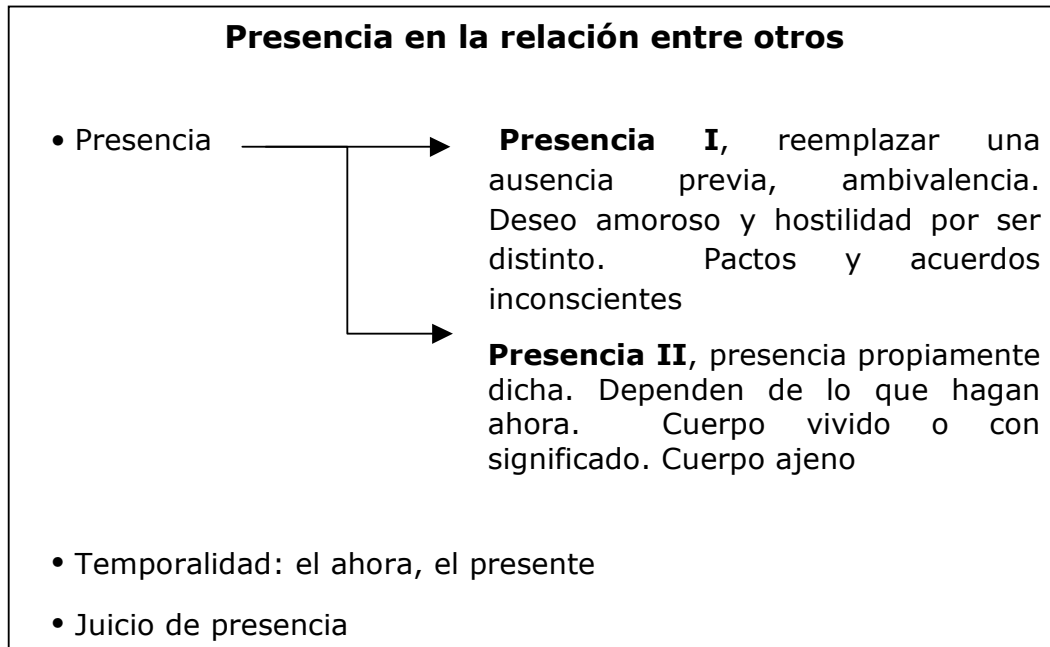 Presencia en la relación entre otros
• Presencia
Presencia I, reemplazar una
ausencia previa, ambivalencia.
Deseo amoroso y hostilidad por ser
distinto. Pactos y acuerdos
inconscientes
Presencia II, presencia propiamente
dicha. Dependen de lo que hagan
ahora. Cuerpo vivido o con
significado. Cuerpo ajeno
• Temporalidad: el ahora, el presente
• Juicio de presencia